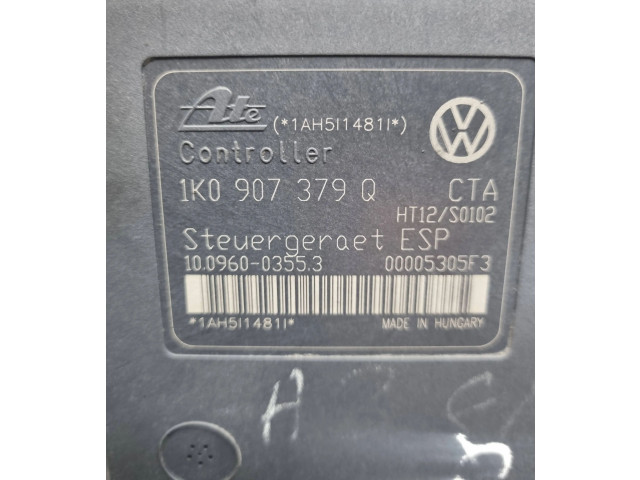 Ate (*1AH5I1481I*) VW
Controller
1K0 907 379 Q CTA
HT12/S0102
Steuergeraet ESP
10.0960-0355.3 00005305F3
*1AH5I1481I* MADE IN HUNGARY
A